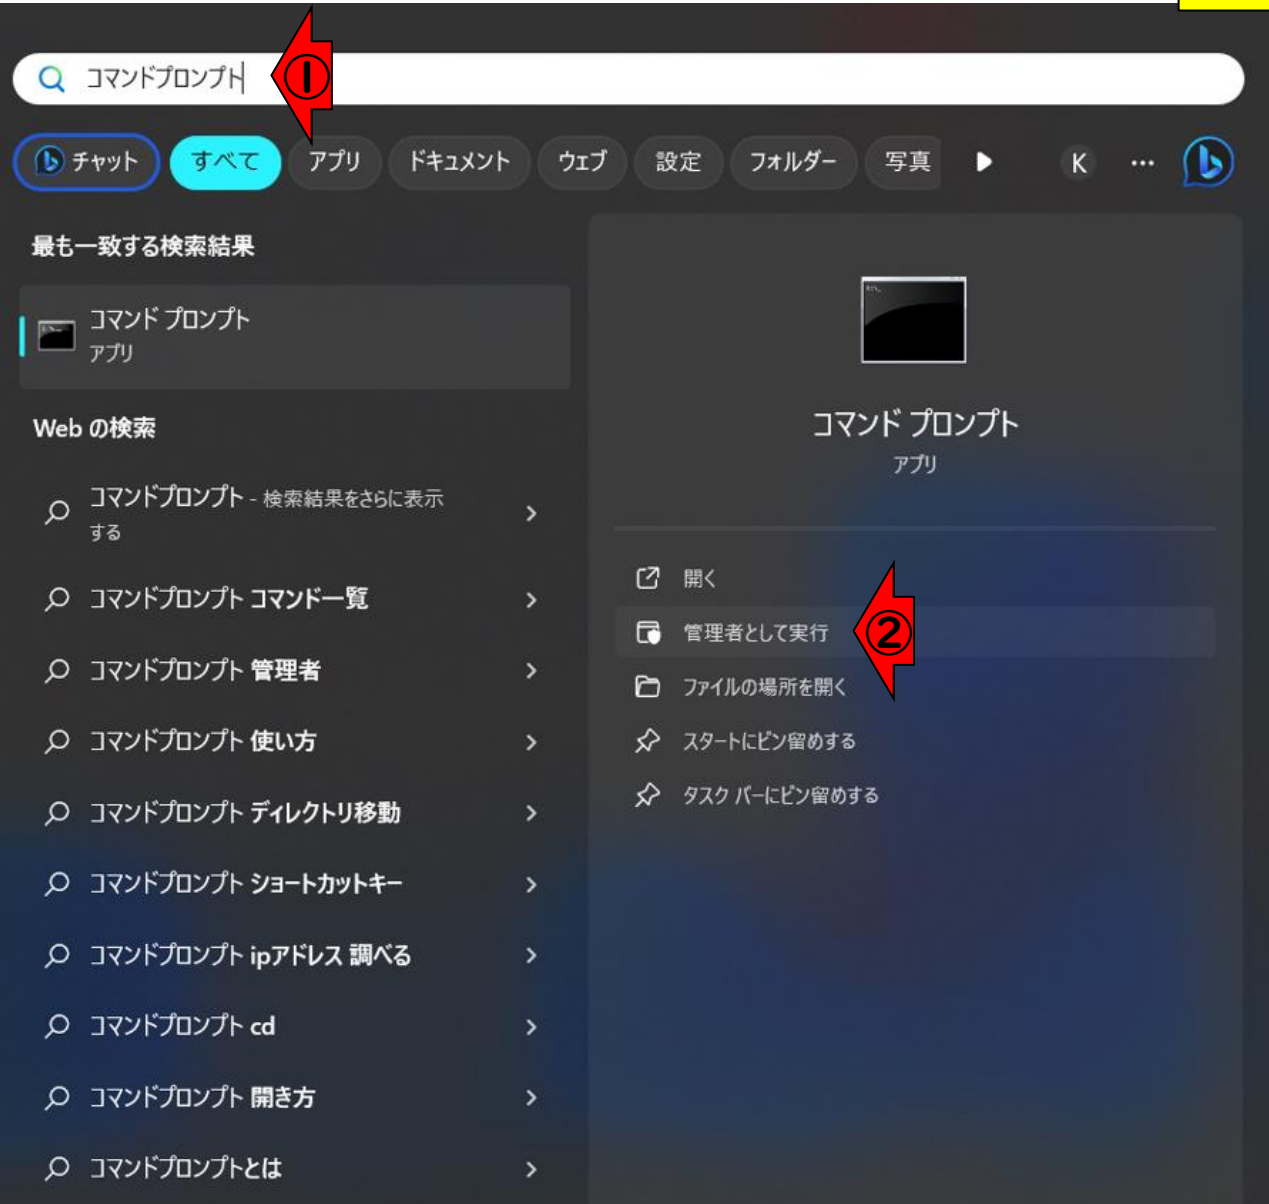 コマンドプロンプト
①
チャット すべて アプリ ドキュメント ウェブ 設定 フォルダー 写真 K ...
最も一致する検索結果
コマンド プロンプト
アプリ
Web の検索
コマンドプロンプト - 検索結果をさらに表示
する
コマンドプロンプト コマンド一覧
コマンドプロンプト 管理者
コマンドプロンプト 使い方
コマンドプロンプト ディレクトリ移動
コマンドプロンプト ショートカットキー
コマンドプロンプト ipアドレス 調べる
コマンドプロンプト cd
コマンドプロンプト 開き方
コマンドプロンプトとは
コマンド プロンプト
アプリ
開く
管理者として実行
②
ファイルの場所を開く
スタートにピン留めする
タスク バーにピン留めする